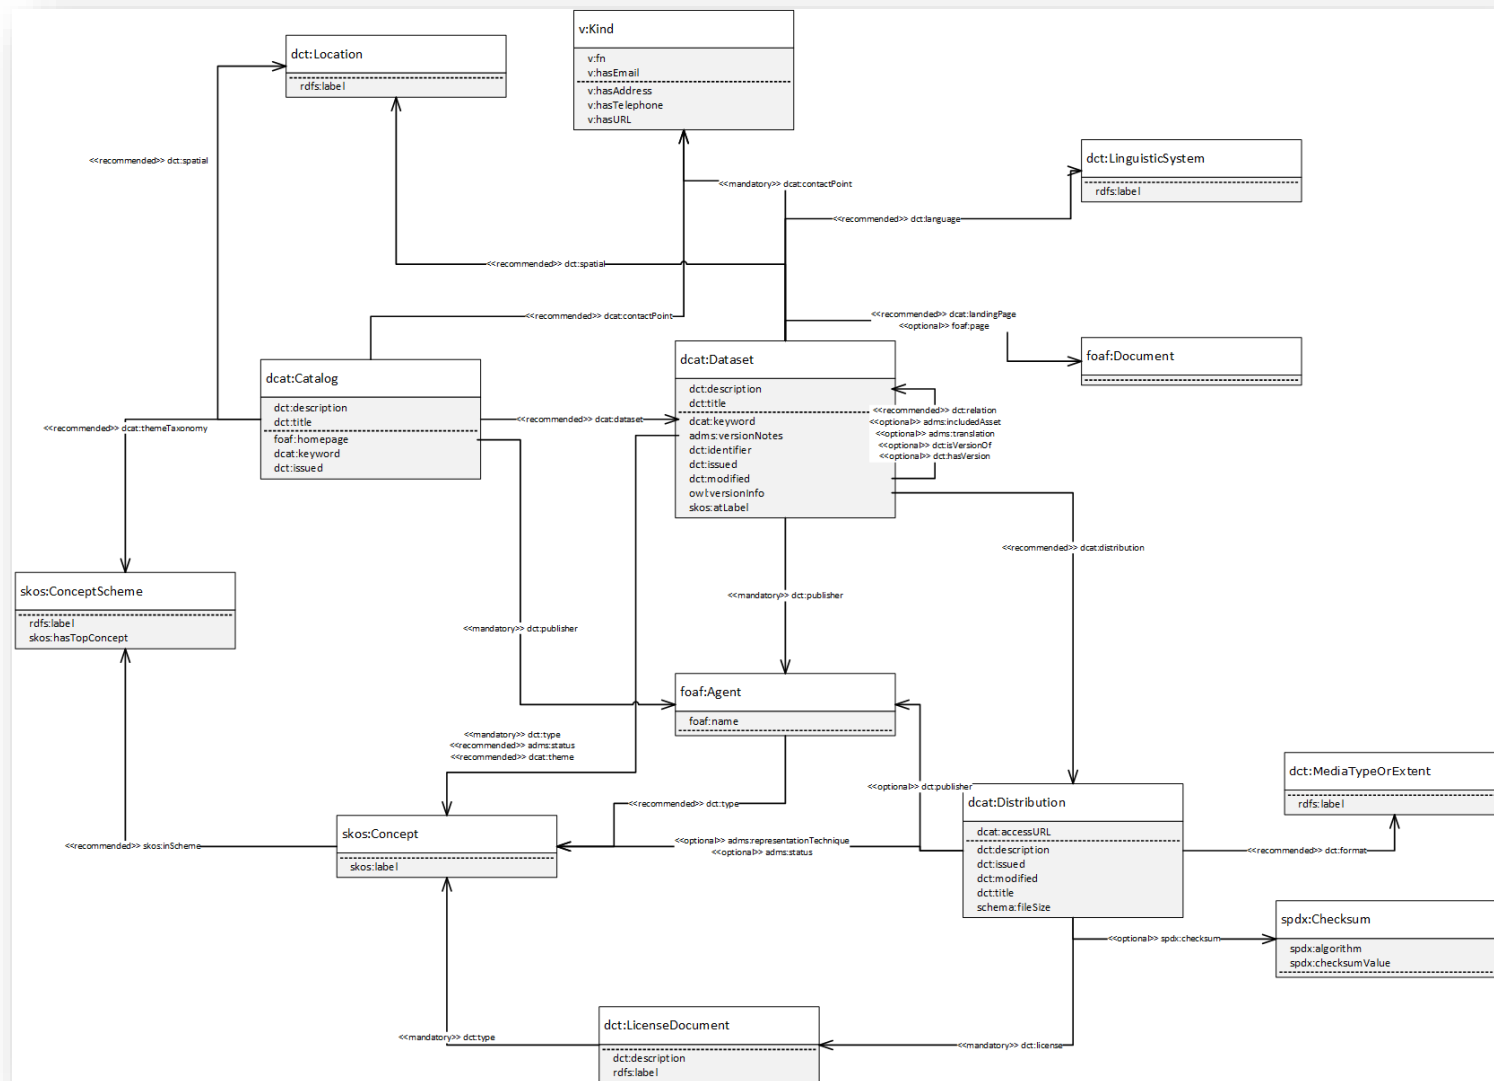 v:Kind
v:fn
v:hasEmail
v:hasAddress
v:hasTelephone
v:hasURL
dct:Location
rdfs:label
<<recommended>> dct:spatial
dct:LinguisticSystem
rdfs:label
<<mandatory>> dcat:contactPoint
<<recommended>> dct:language
<<recommended>> dct:spatial
<<recommended>> dcat:contactPoint
<<recommended>> dcat:landingPage
<<optional>> foaf:page
foaf:Document
dcat:Catalog
dct:description
dct:title
foaf:homepage
dcat:keyword
dct:issued
<<recommended>> dcat:dataset
dcat:Dataset
dct:description
dct:title
dcat:keyword
adms:versionNotes
dct:identifier
dct:issued
dct:modified
owl:versionInfo
skos:atLabel
<<recommended>> dct:relation
<<optional>> adms:includedAsset
<<optional>> adms:translation
<<optional>> dct:isVersionOf
<<optional>> dct:hasVersion
<<recommended>> dcat:themeTaxonomy
<<recommended>> dcat:distribution
skos:ConceptScheme
rdfs:label
skos:hasTopConcept
<<mandatory>> dct:publisher
<<mandatory>> dct:publisher
foaf:Agent
foaf:name
<<mandatory>> dct:type
<<recommended>> adms:status
<<recommended>> dcat:theme
<<optional>> dct:publisher
<<recommended>> dct:type
dct:MediaTypeOrExtent
rdfs:label
dcat:Distribution
dcat:accessURL
dct:description
dct:issued
dct:modified
dct:title
schema:fileSize
skos:Concept
skos:label
<<recommended>> skos:inScheme
<<optional>> adms:representationTechnique
<<optional>> adms:status
<<recommended>> dct:format
spdx:Checksum
spdx:algorithm
spdx:checksumValue
<<optional>> spdx:checksum
dct:LicenseDocument
dct:description
rdfs:label
<<mandatory>> dct:type
<<mandatory>> dct:license